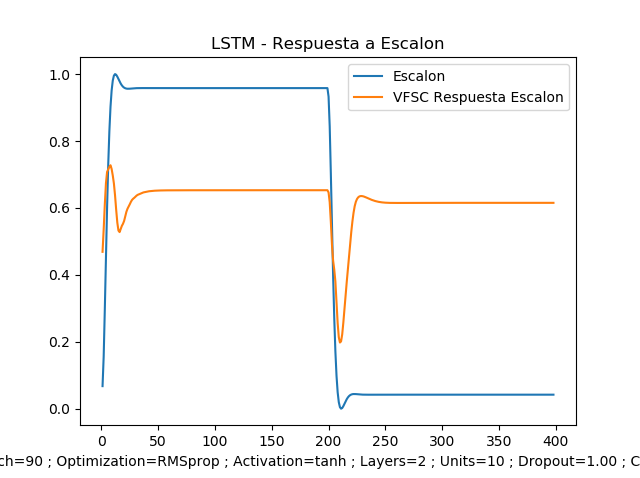 LSTM - Respuesta a Escalon
Escalon
VFSC Respuesta Escalon
1.0
0.8
0.6
0.4
0.2
0.0
0 50 100 150 200 250 300 350 400
ch=90 ; Optimization=RMSprop ; Activation=tanh ; Layers=2 ; Units=10 ; Dropout=1.00 ; C